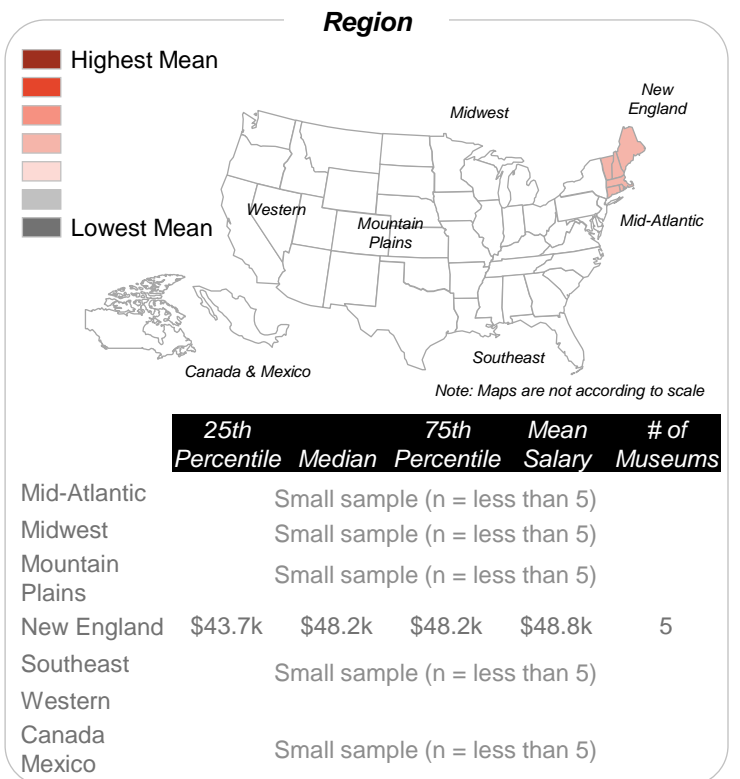 Region
Highest Mean
Lowest Mean
New
England
Midwest
Western
Mountain
Plains
Mid-Atlantic
Southeast
Canada & Mexico
Note: Maps are not according to scale
25th Percentile Median 75th Percentile Mean Salary # of Museums
Mid-Atlantic Small sample (n = less than 5)
Midwest Small sample (n = less than 5)
Mountain
Plains Small sample (n = less than 5)
New England $43.7k $48.2k $48.2k $48.8k 5
Southeast Small sample (n = less than 5)
Western
Canada
Mexico Small sample (n = less than 5)